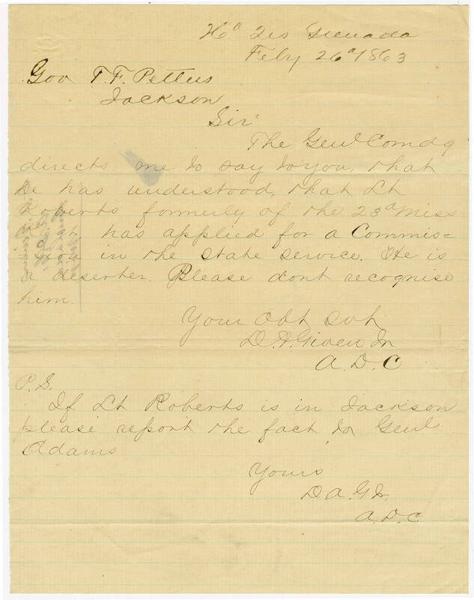 Hd Qrs Grenada
Feby 26th 1863
Gov T F. Pettus
Jackson
Sir
The Genl Comdg
directs me to say to you, that
he has understood, that Lt
Roberts formerly of the 23d Miss
has applied for a Commis-
in the State service. He is
a deserter. Please dont recognise
him.
Your Obt Svt
D. A. Given Jr
A. D. C
P.S.
If Lt Roberts is in Jackson
please report the fact to Genl
Adams
Yours
D A. G Jr.
A. D. C